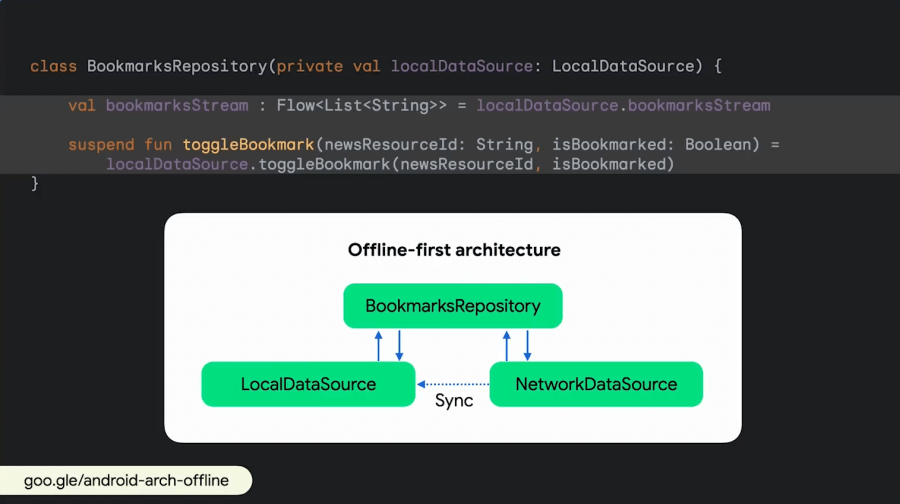 class BookmarksRepository(private val localDataSource: LocalDataSource) {
val bookmarksStream : Flow<List<String>> = localDataSource.bookmarksStream
suspend fun toggleBookmark(newsResourceId: String, isBookmarked: Boolean) =
localDataSource.toggleBookmark(newsResourceId, isBookmarked)
}
Offline-first architecture
BookmarksRepository
LocalDataSource
NetworkDataSource
Sync
goo.gle/android-arch-offline